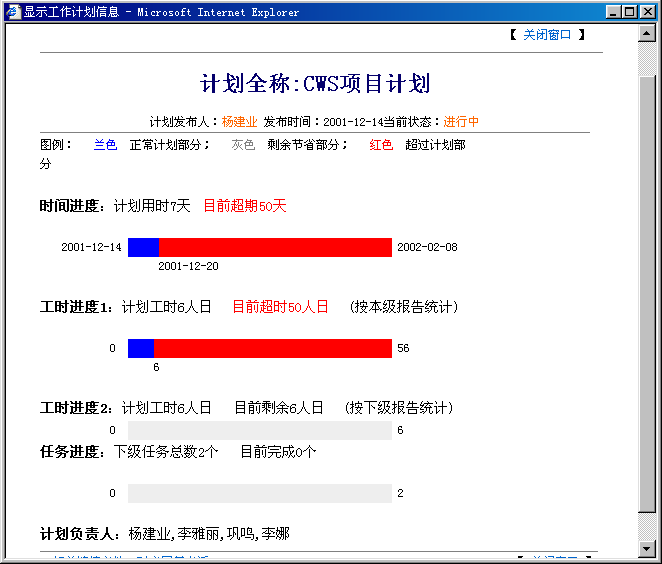 显示工作计划信息 - Microsoft Internet Explorer
【 关闭窗口 】
计划全称:CWS项目计划
计划发布人：杨建业 发布时间：2001-12-14当前状态：进行中
图例： 兰色 正常计划部分； 灰色 剩余节省部分； 红色 超过计划部
分
时间进度：计划用时7天 目前超期50天
2001-12-14 2002-02-08
2001-12-20
工时进度1：计划工时6人日 目前超时50人日 (按本级报告统计)
0 56
6
工时进度2：计划工时6人日 目前剩余6人日 (按下级报告统计)
0 6
任务进度：下级任务总数2个 目前完成0个
0 2
计划负责人：杨建业,李雅丽,巩鸣,李娜